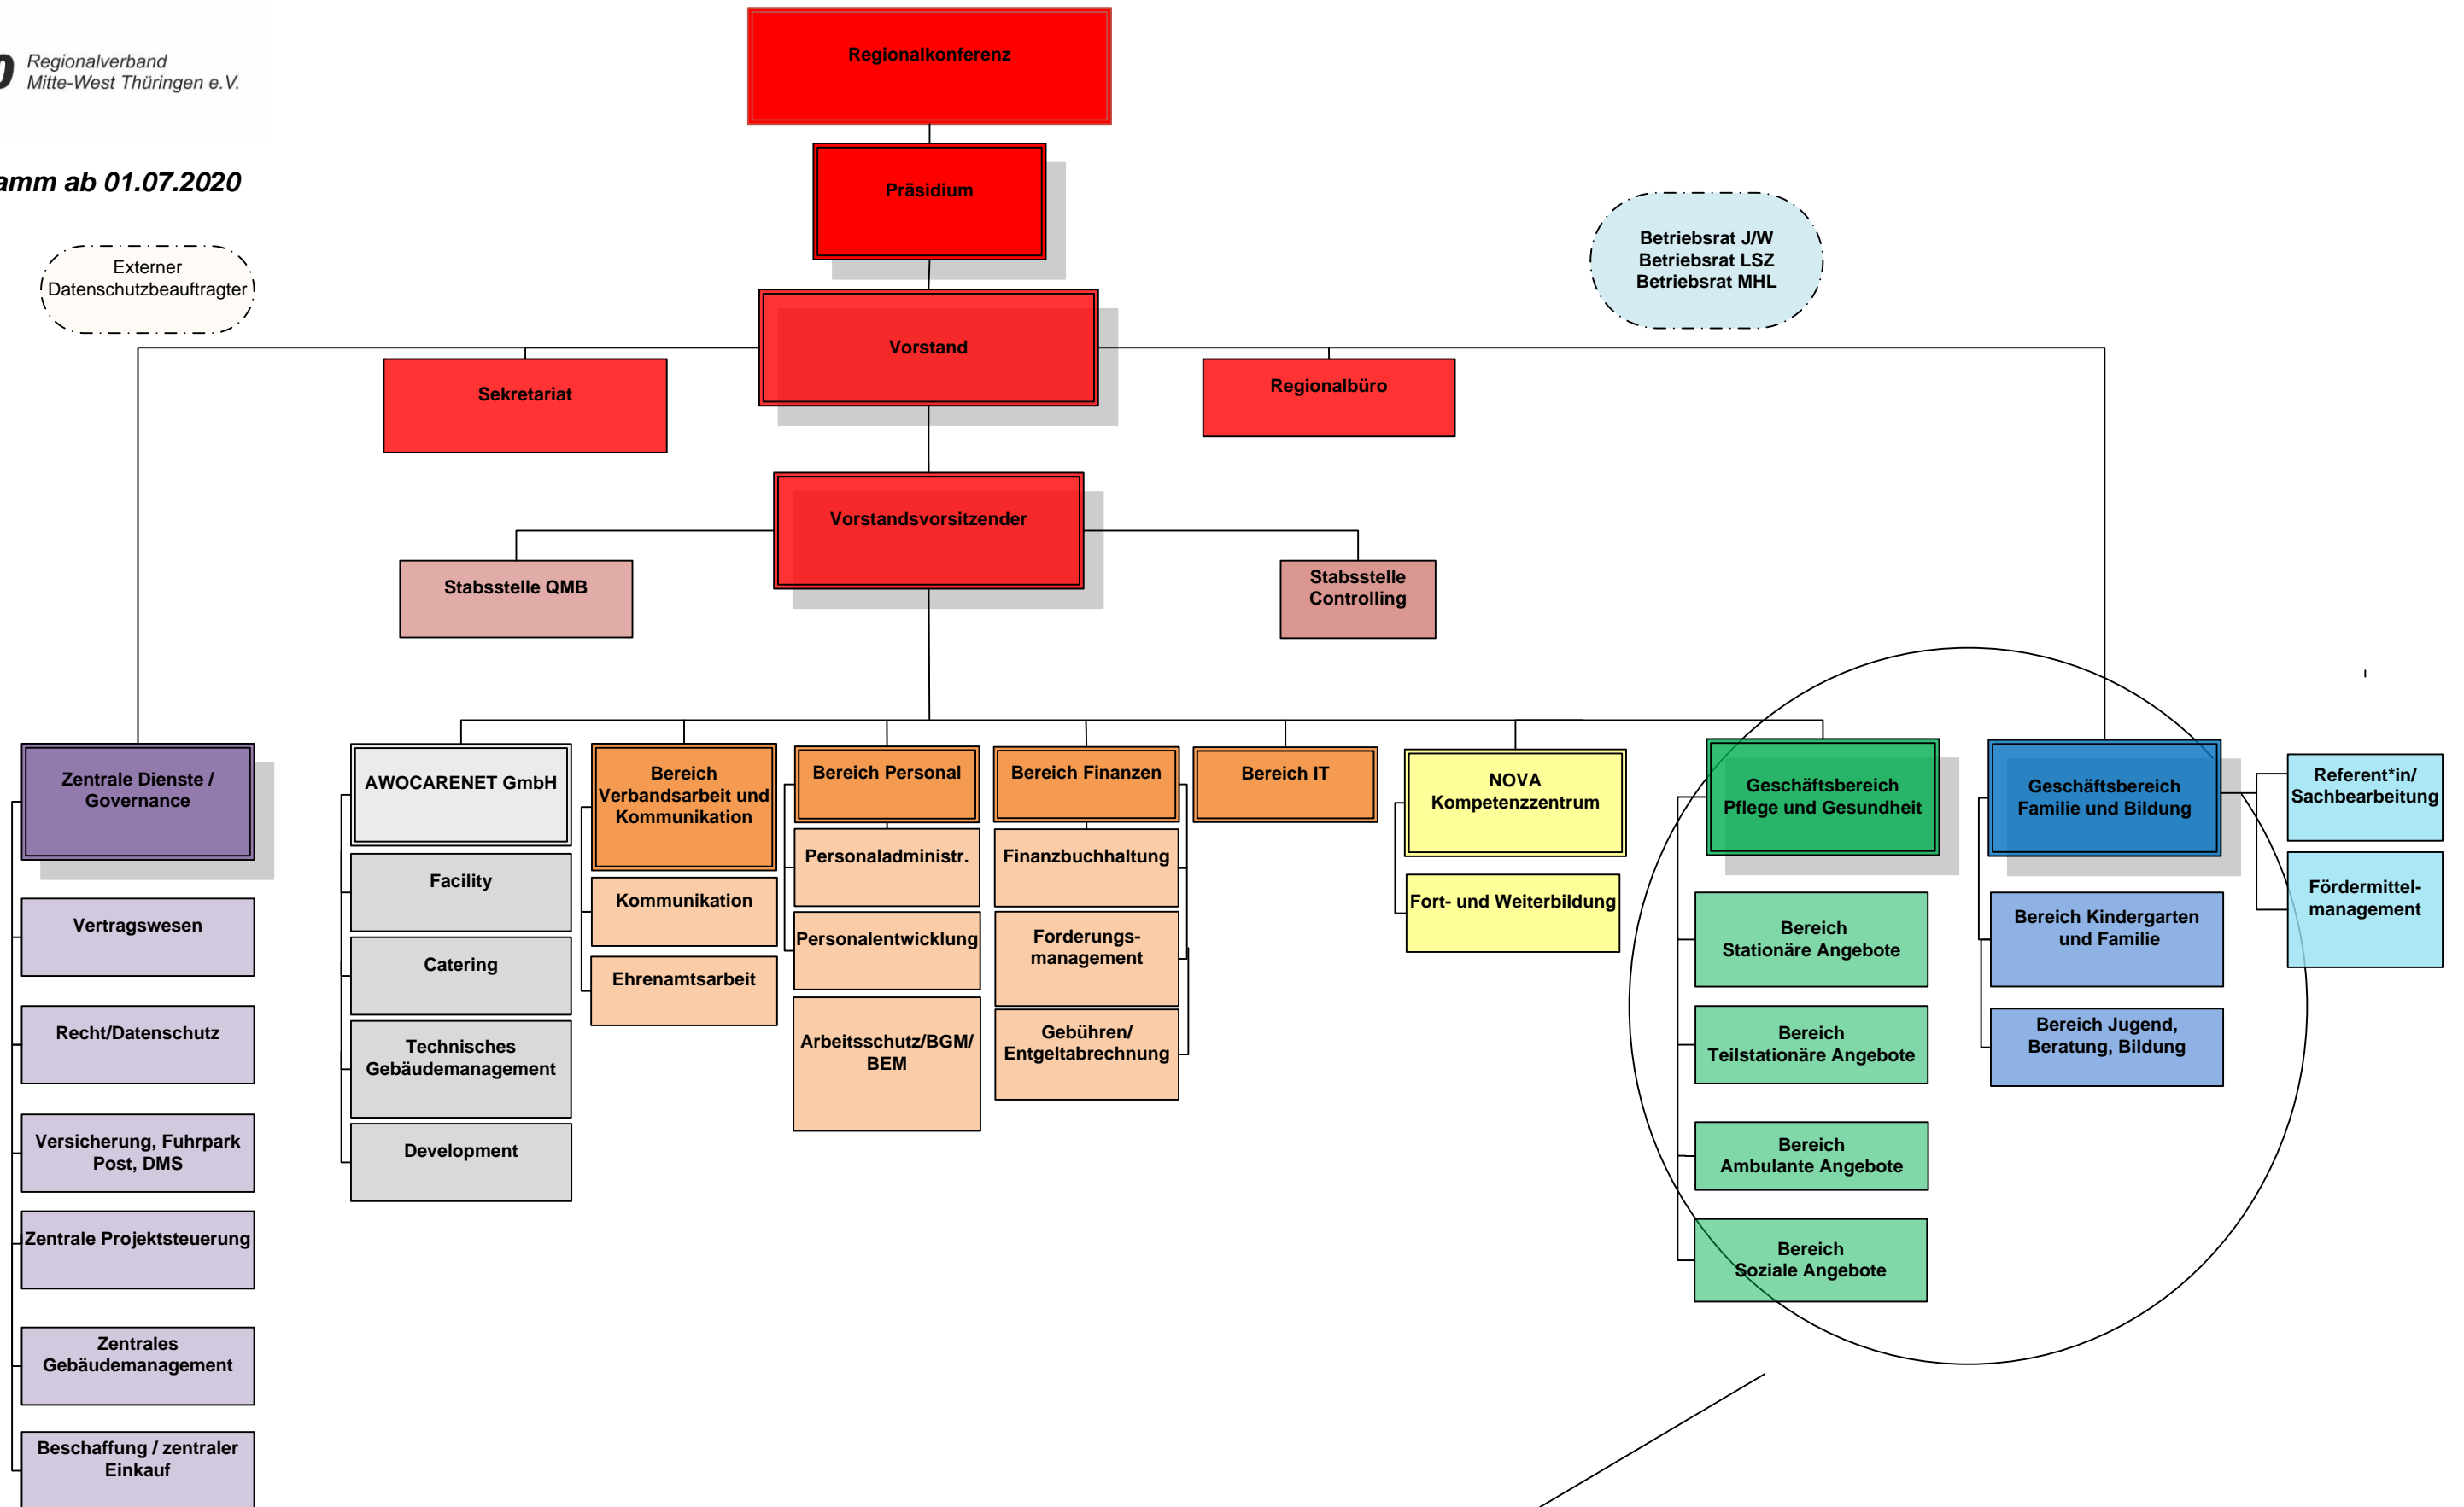 Regionalverband
Mitte-West Thüringen e.V.
ab 01.07.2020
Regionalkonferenz
Präsidium
Externer
Datenschutzbeauftragter
Betriebsrat J/W
Betriebsrat LSZ
Betriebsrat MHL
Vorstand
Sekretariat
Regionalbüro
Vorstandsvorsitzender
Stabsstelle QMB
Stabsstelle
Controlling
Zentrale Dienste /
Governance
Vertragswesen
Recht/Datenschutz
Versicherung, Fuhrpark
Post, DMS
Zentrale Projektsteuerung
Zentrales
Gebäudemanagement
Beschaffung / zentraler
Einkauf
AWOCARENET GmbH
Facility
Catering
Technisches
Gebäudemanagement
Development
Bereich
Verbandsarbeit und
Kommunikation
Kommunikation
Ehrenamtsarbeit
Bereich Personal
Personaladministr.
Personalentwicklung
Arbeitsschutz/BGM/
BEM
Bereich Finanzen
Finanzbuchhaltung
Forderungs-
management
Gebühren/
Entgeltabrechnung
Bereich IT
NOVA
Kompetenzzentrum
Fort- und Weiterbildung
Geschäftsbereich
Pflege und Gesundheit
Bereich
Stationäre Angebote
Bereich
Teilstationäre Angebote
Bereich
Ambulante Angebote
Bereich
Soziale Angebote
Geschäftsbereich
Familie und Bildung
Bereich Kindergarten
und Familie
Bereich Jugend,
Beratung, Bildung
Referent*in/
Sachbearbeitung
Fördermittel-
management